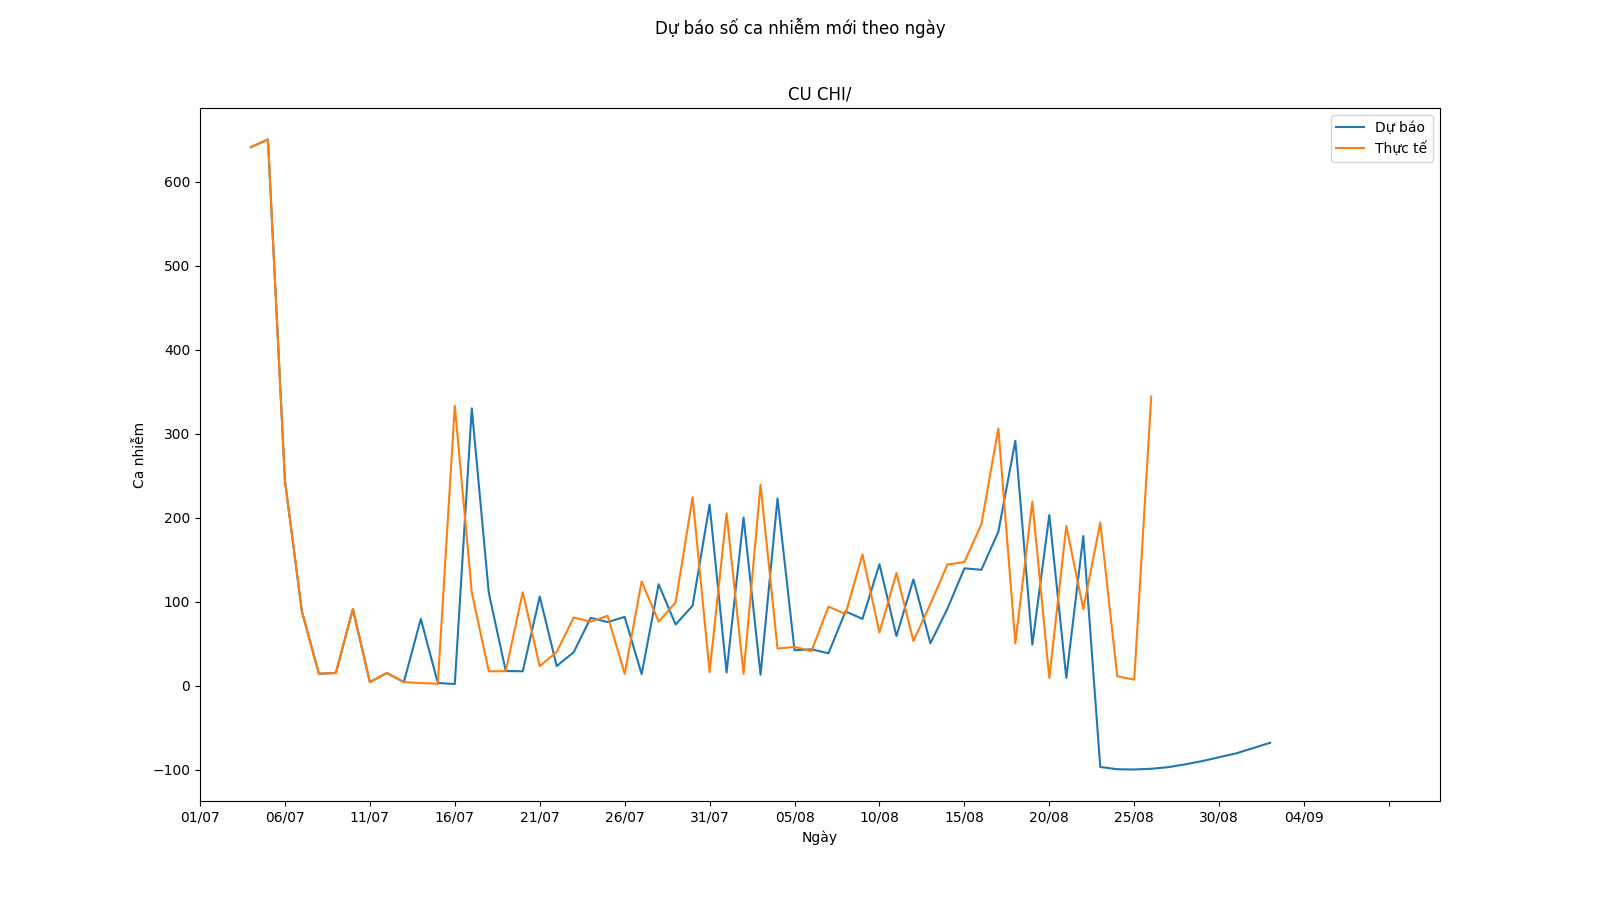 Dự báo số ca nhiễm mới theo ngày
CU CHI/
Dự báo
Thực tế
600
500
400
300
200
100
0
−100
Ca nhiễm
01/07 06/07 11/07 16/07 21/07 26/07 31/07 05/08 10/08 15/08 20/08 25/08 30/08 04/09
Ngày